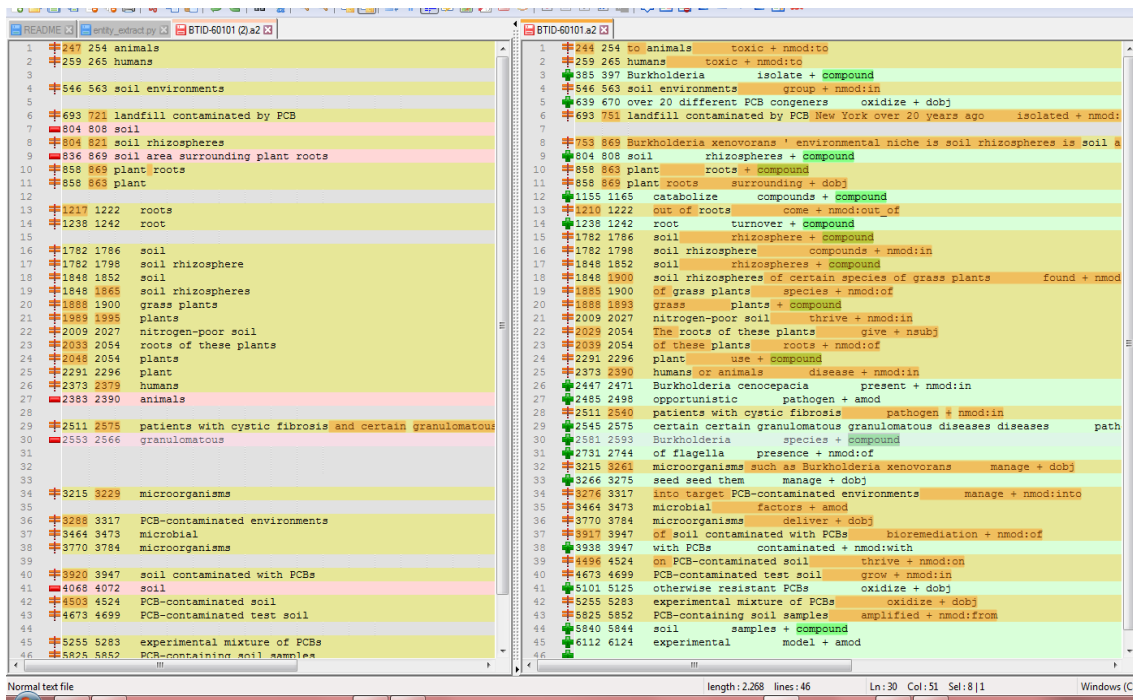 README entity_extract.py BTID-60101 (2).a2
1 247 254 animals
2 259 265 humans
3
4 546 563 soil environments
5
6 693 721 landfill contaminated by PCB
7 804 808 soil
8 804 821 soil rhizospheres
9 836 869 soil area surrounding plant roots
10 858 869 plant roots
11 858 863 plant
12
13 1217 1222 roots
14 1238 1242 root
15
16 1782 1786 soil
17 1782 1798 soil rhizosphere
18 1848 1852 soil
19 1848 1865 soil rhizospheres
20 1888 1900 grass plants
21 1989 1995 plants
22 2009 2027 nitrogen-poor soil
23 2033 2054 roots of these plants
24 2048 2054 plants
25 2291 2296 plant
26 2373 2379 humans
27 2383 2390 animals
28
29 2511 2575 patients with cystic fibrosis and certain granulomatous
30 2553 2566 granulomatous
31
32
33
34 3215 3229 microorganisms
35
36 3288 3317 PCB-contaminated environments
37 3464 3473 microbial
38 3770 3784 microorganisms
39
40 3920 3947 soil contaminated with PCBs
41 4068 4072 soil
42 4503 4524 PCB-contaminated soil
43 4673 4699 PCB-contaminated test soil
44
45 5255 5283 experimental mixture of PCBs
46 5825 5852 PCB-containing soil samples
BTID-60101.a2
1 244 254 to animals toxic + nmod:to
2 259 265 humans toxic + nmod:to
3 385 397 Burkholderia isolate + compound
4 546 563 soil environments group + nmod:in
5 639 670 over 20 different PCB congeners oxidize + dobj
6 693 751 landfill contaminated by PCB New York over 20 years ago isolated + nmod:
7
8 753 869 Burkholderia xenovorans ' environmental niche is soil rhizospheres is soil a
9 804 808 soil rhizospheres + compound
10 858 863 plant roots + compound
11 858 869 plant roots surrounding + dobj
12 1155 1165 catabolize compounds + compound
13 1210 1222 out of roots come + nmod:out_of
14 1238 1242 root turnover + compound
15 1782 1786 soil rhizosphere + compound
16 1782 1798 soil rhizosphere compounds + nmod:in
17 1848 1852 soil rhizospheres + compound
18 1848 1900 soil rhizospheres of certain species of grass plants found + nmod
19 1885 1900 of grass plants species + nmod:of
20 1888 1893 grass plants + compound
21 2009 2027 nitrogen-poor soil thrive + nmod:in
22 2029 2054 The roots of these plants give + nsubj
23 2039 2054 of these plants roots + nmod:of
24 2291 2296 plant use + compound
25 2373 2390 humans or animals disease + nmod:in
26 2447 2471 Burkholderia cenocepacia present + nmod:in
27 2485 2498 opportunistic pathogen + amod
28 2511 2540 patients with cystic fibrosis pathogen + nmod:in
29 2545 2575 certain certain granulomatous granulomatous diseases diseases path
30 2581 2593 Burkholderia species + compound
31 2731 2744 of flagella presence + nmod:of
32 3215 3261 microorganisms such as Burkholderia xenovorans manage + dobj
33 3266 3275 seed seed them manage + dobj
34 3276 3317 into target PCB-contaminated environments manage + nmod:into
35 3464 3473 microbial factors + amod
36 3770 3784 microorganisms deliver + dobj
37 3917 3947 of soil contaminated with PCBs bioremediation + nmod:of
38 3938 3947 with PCBs contaminated + nmod:with
39 4496 4524 on PCB-contaminated soil thrive + nmod:on
40 4673 4699 PCB-contaminated test soil grow + nmod:in
41 5101 5125 otherwise resistant PCBs oxidize + dobj
42 5255 5283 experimental mixture of PCBs oxidize + dobj
43 5825 5852 PCB-containing soil samples amplified + nmod:from
44 5840 5844 soil samples + compound
45 6112 6124 experimental model + amod
46
Normal text file length : 2.268 lines : 46 Ln : 30 Col : 51 Sel : 8 | 1 Windows (C